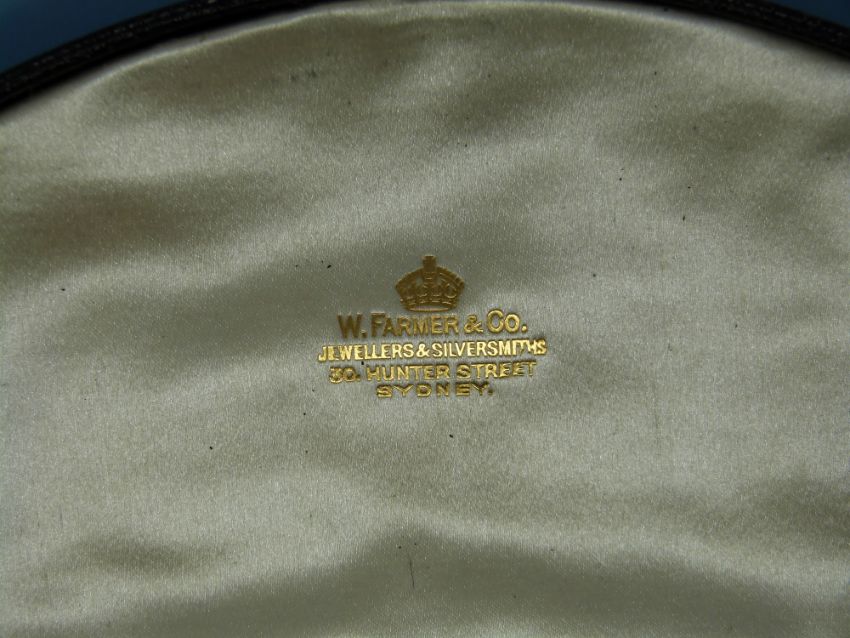 W. FARMER & CO.
JEWELLERS & SILVERSMITHS
30. HUNTER STREET
SYDNEY.